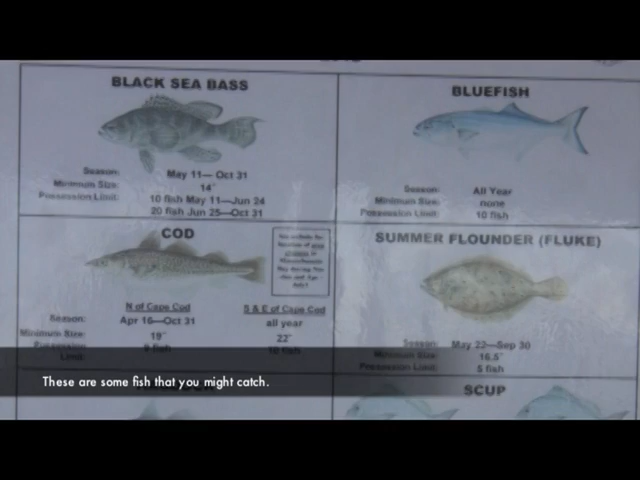 BLACK SEA BASS
Season: May 11— Oct 31
Minimum Size: 14"
Possession Limit: 10 fish May 11—Jun 24
20 fish Jun 25—Oct 31
BLUEFISH
Season: All Year
Minimum Size: none
Possession Limit: 10 fish
COD
N of Cape Cod S & E of Cape Cod
Season: Apr 16—Oct 31 all year
Minimum Size: 19" 22"
Possession Limit: 10 fish
SUMMER FLOUNDER (FLUKE)
Season: May 22—Sep 30
Minimum Size: 16.5"
Possession Limit: 5 fish
These are some fish that you might catch.
SCUP